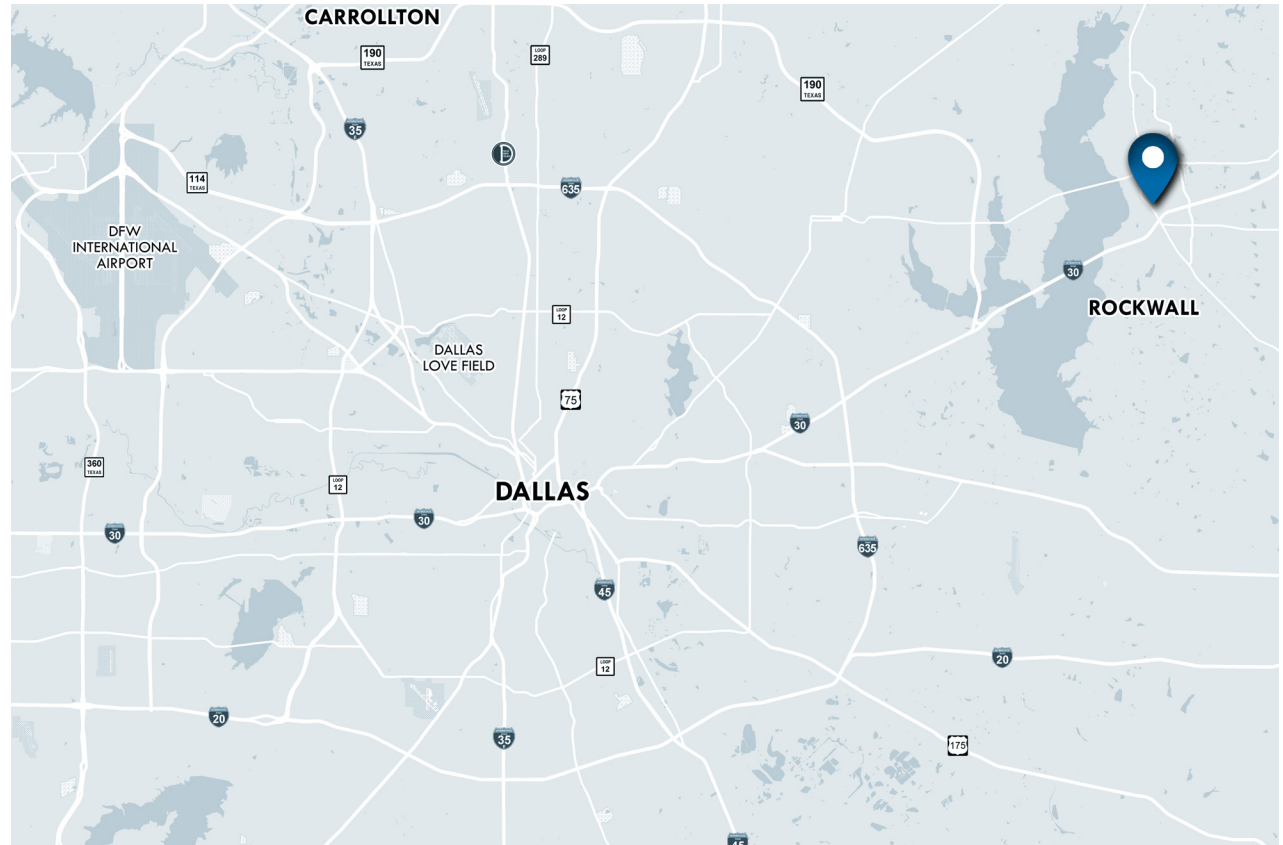 CARROLLTON
190
TEXAS
LOOP
289
190
TEXAS
35
114
TEXAS
635
DFW
INTERNATIONAL
AIRPORT
30
ROCKWALL
LOOP
12
DALLAS
LOVE FIELD
75
30
360
TEXAS
LOOP
12
DALLAS
30
30
635
45
20
LOOP
12
20
35
175
45